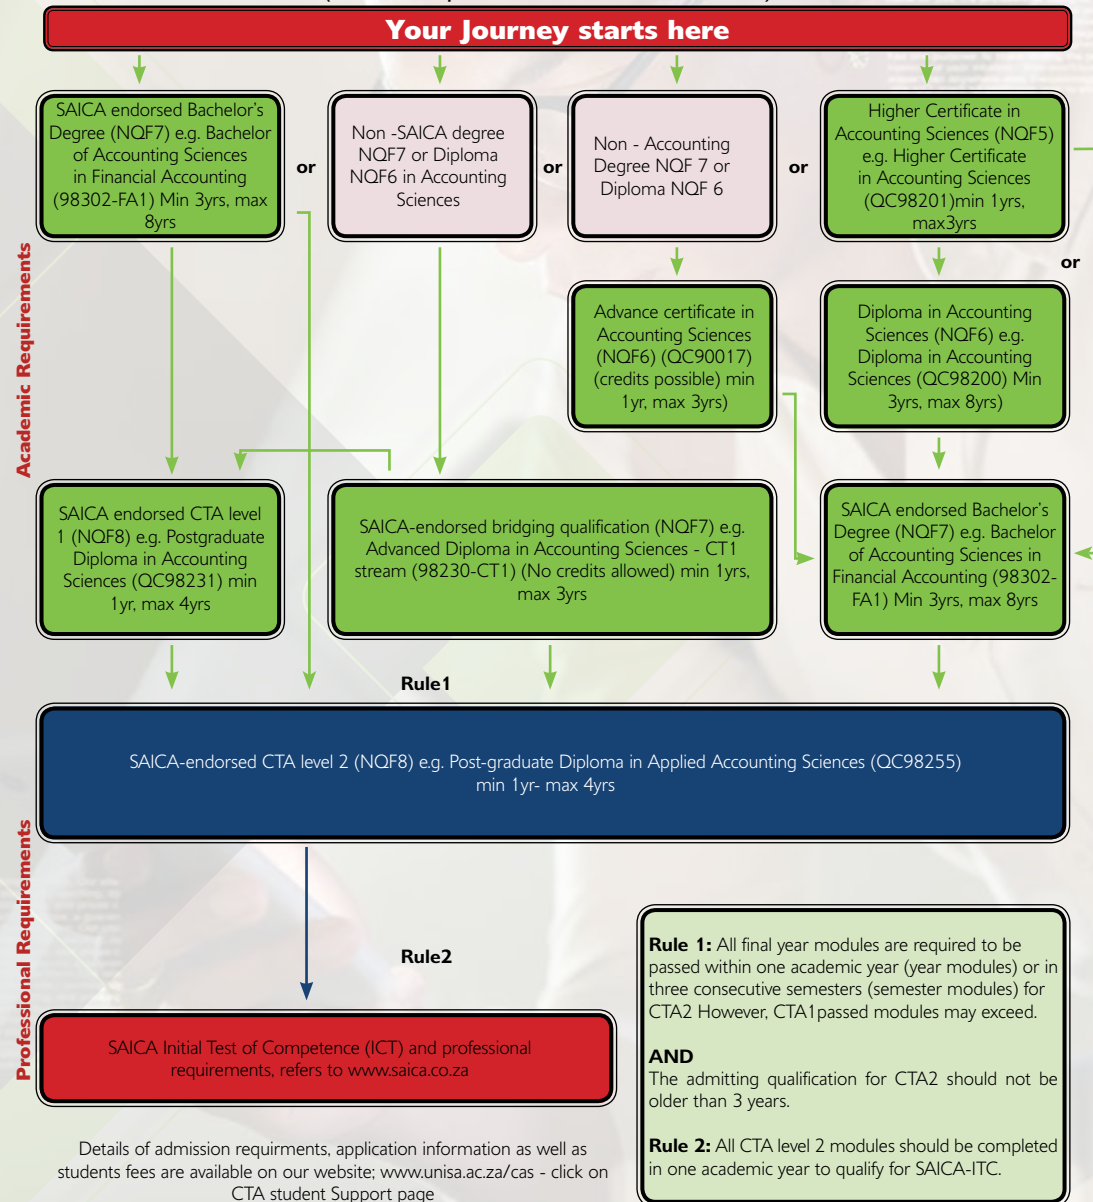 Your Journey starts here
SAICA endorsed Bachelor's
Degree (NQF7) e.g. Bachelor
of Accounting Sciences
in Financial Accounting
(98302-FA1) Min 3yrs, max
8yrs
or
Non -SAICA degree
NQF7 or Diploma
NQF6 in Accounting
Sciences
or
Non - Accounting
Degree NQF 7 or
Diploma NQF 6
or
Higher Certificate in
Accounting Sciences (NQF5)
e.g. Higher Certificate
in Accounting Sciences
(QC98201)min 1yrs,
max3yrs
or
Academic Requirements
Advance certificate in
Accounting Sciences
(NQF6) (QC90017)
(credits possible) min
1yr, max 3yrs)
Diploma in Accounting
Sciences (NQF6) e.g.
Diploma in Accounting
Sciences (QC98200) Min
3yrs, max 8yrs)
SAICA endorsed CTA level
1 (NQF8) e.g. Postgraduate
Diploma in Accounting
Sciences (QC98231) min
1yr, max 4yrs
SAICA-endorsed bridging qualification (NQF7) e.g.
Advanced Diploma in Accounting Sciences - CT1
stream (98230-CT1) (No credits allowed) min 1yrs,
max 3yrs
SAICA endorsed Bachelor's
Degree (NQF7) e.g. Bachelor
of Accounting Sciences in
Financial Accounting (98302-
FA1) Min 3yrs, max 8yrs
Rule1
SAICA-endorsed CTA level 2 (NQF8) e.g. Post-graduate Diploma in Applied Accounting Sciences (QC98255)
min 1yr- max 4yrs
Professional Requirements
Rule2
SAICA Initial Test of Competence (ICT) and professional
requirements, refers to www.saica.co.za
Rule 1: All final year modules are required to be
passed within one academic year (year modules) or in
three consecutive semesters (semester modules) for
CTA2 However, CTA1passed modules may exceed.
AND
The admitting qualification for CTA2 should not be
older than 3 years.
Rule 2: All CTA level 2 modules should be completed
in one academic year to qualify for SAICA-ITC.
Details of admission requirments, application information as well as
students fees are available on our website; www.unisa.ac.za/cas - click on
CTA student Support page